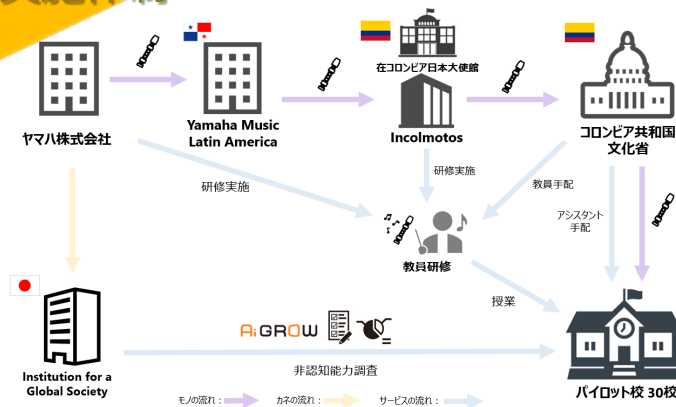 在コロンビア日本大使館
ヤマハ株式会社
Yamaha Music
Latin America
Incolmotos
コロンビア共和国
文化省
研修実施
研修実施
教員手配
アシスタント
手配
教員研修
授業
Ai GROW
非認知能力調査
Institution for a
Global Society
パイロット校 30校
モノの流れ：
カネの流れ：
サービスの流れ：